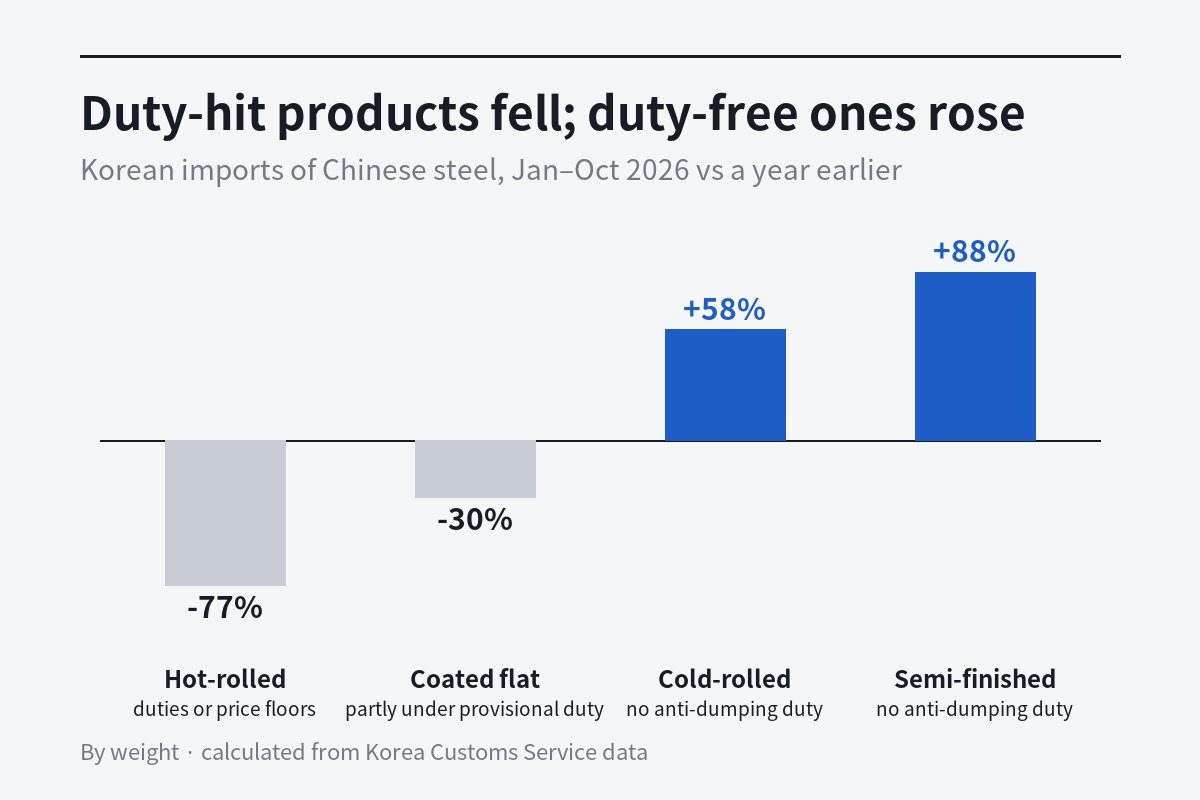 Duty-hit products fell; duty-free ones rose
Korean imports of Chinese steel, Jan–Oct 2026 vs a year earlier
+88%
+58%
-30%
-77%
Hot-rolled
duties or price floors
Coated flat
partly under provisional duty
Cold-rolled
no anti-dumping duty
Semi-finished
no anti-dumping duty
By weight · calculated from Korea Customs Service data